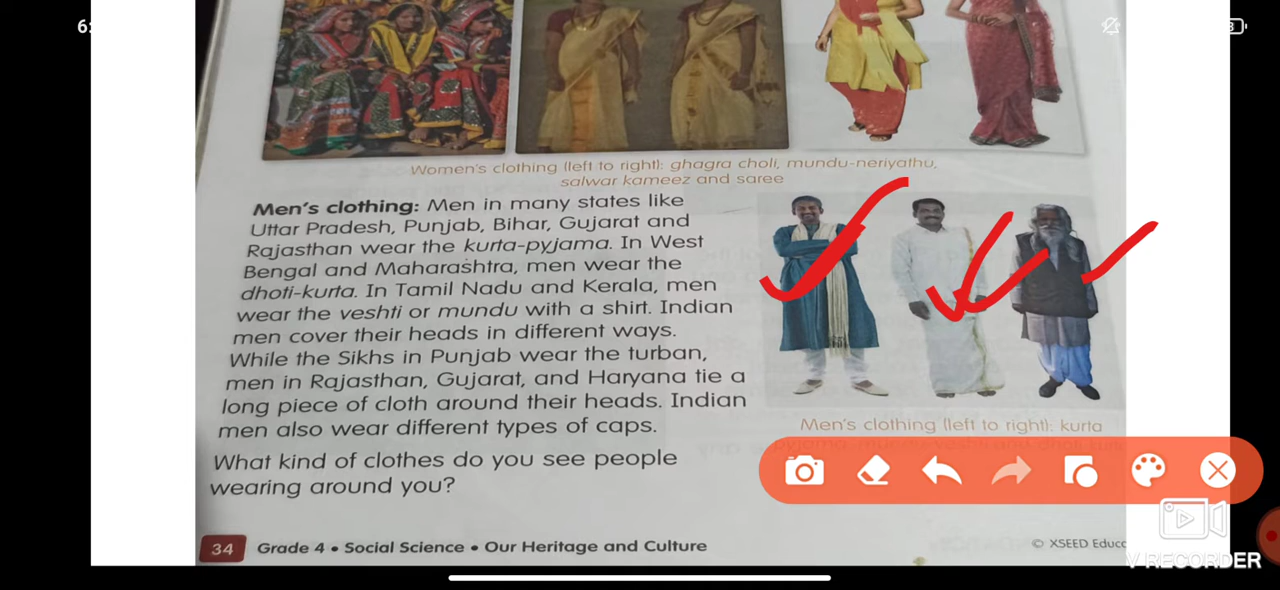 6:
Women's clothing (left to right): ghagra choli, mundu-neriyathu,
salwar kameez and saree
Men's clothing: Men in many states like
Uttar Pradesh, Punjab, Bihar, Gujarat and
Rajasthan wear the kurta-pyjama. In West
Bengal and Maharashtra, men wear the
dhoti-kurta. In Tamil Nadu and Kerala, men
wear the veshti or mundu with a shirt. Indian
men cover their heads in different ways.
While the Sikhs in Punjab wear the turban,
men in Rajasthan, Gujarat, and Haryana tie a
long piece of cloth around their heads. Indian
men also wear different types of caps.
What kind of clothes do you see people
wearing around you?
Men's clothing (left to right): kurta
34 Grade 4 • Social Science • Our Heritage and Culture
© XSEED Educ
V RECORDER